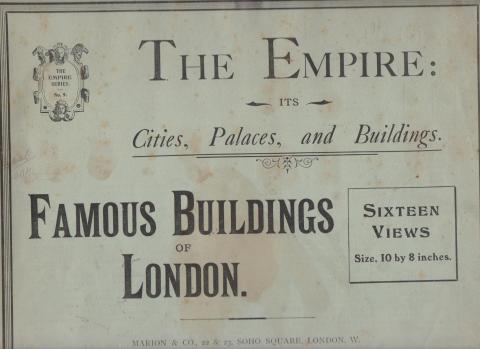 THE EMPIRE:
ITS
Cities, Palaces, and Buildings.
THE
EMPIRE
SERIES.
No. 9.
FAMOUS BUILDINGS
OF
LONDON.
SIXTEEN
VIEWS
Size, 10 by 8 inches.
MARION & CO., 22 & 23, SOHO SQUARE, LONDON, W.